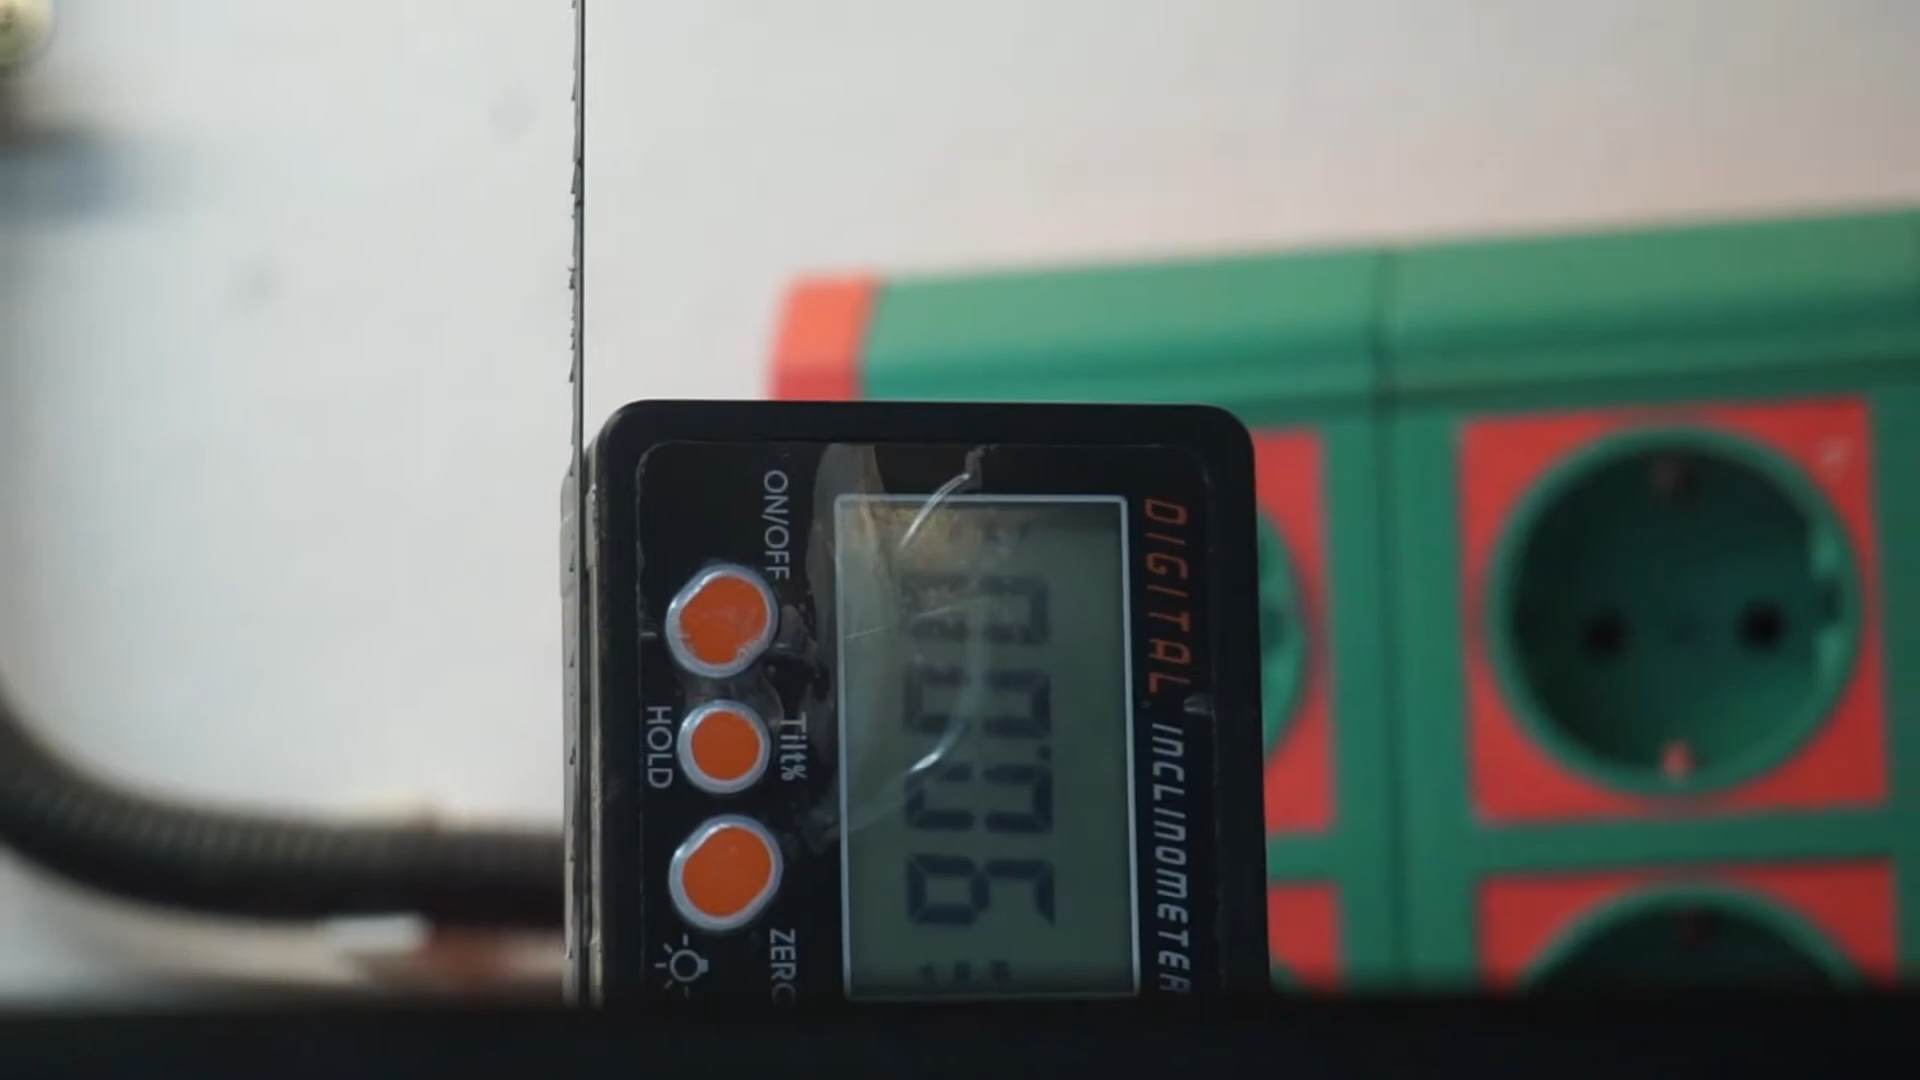 DIGITAL INCLINOMETER
90.00
ON/OFF
Tilt%
ZERO
HOLD